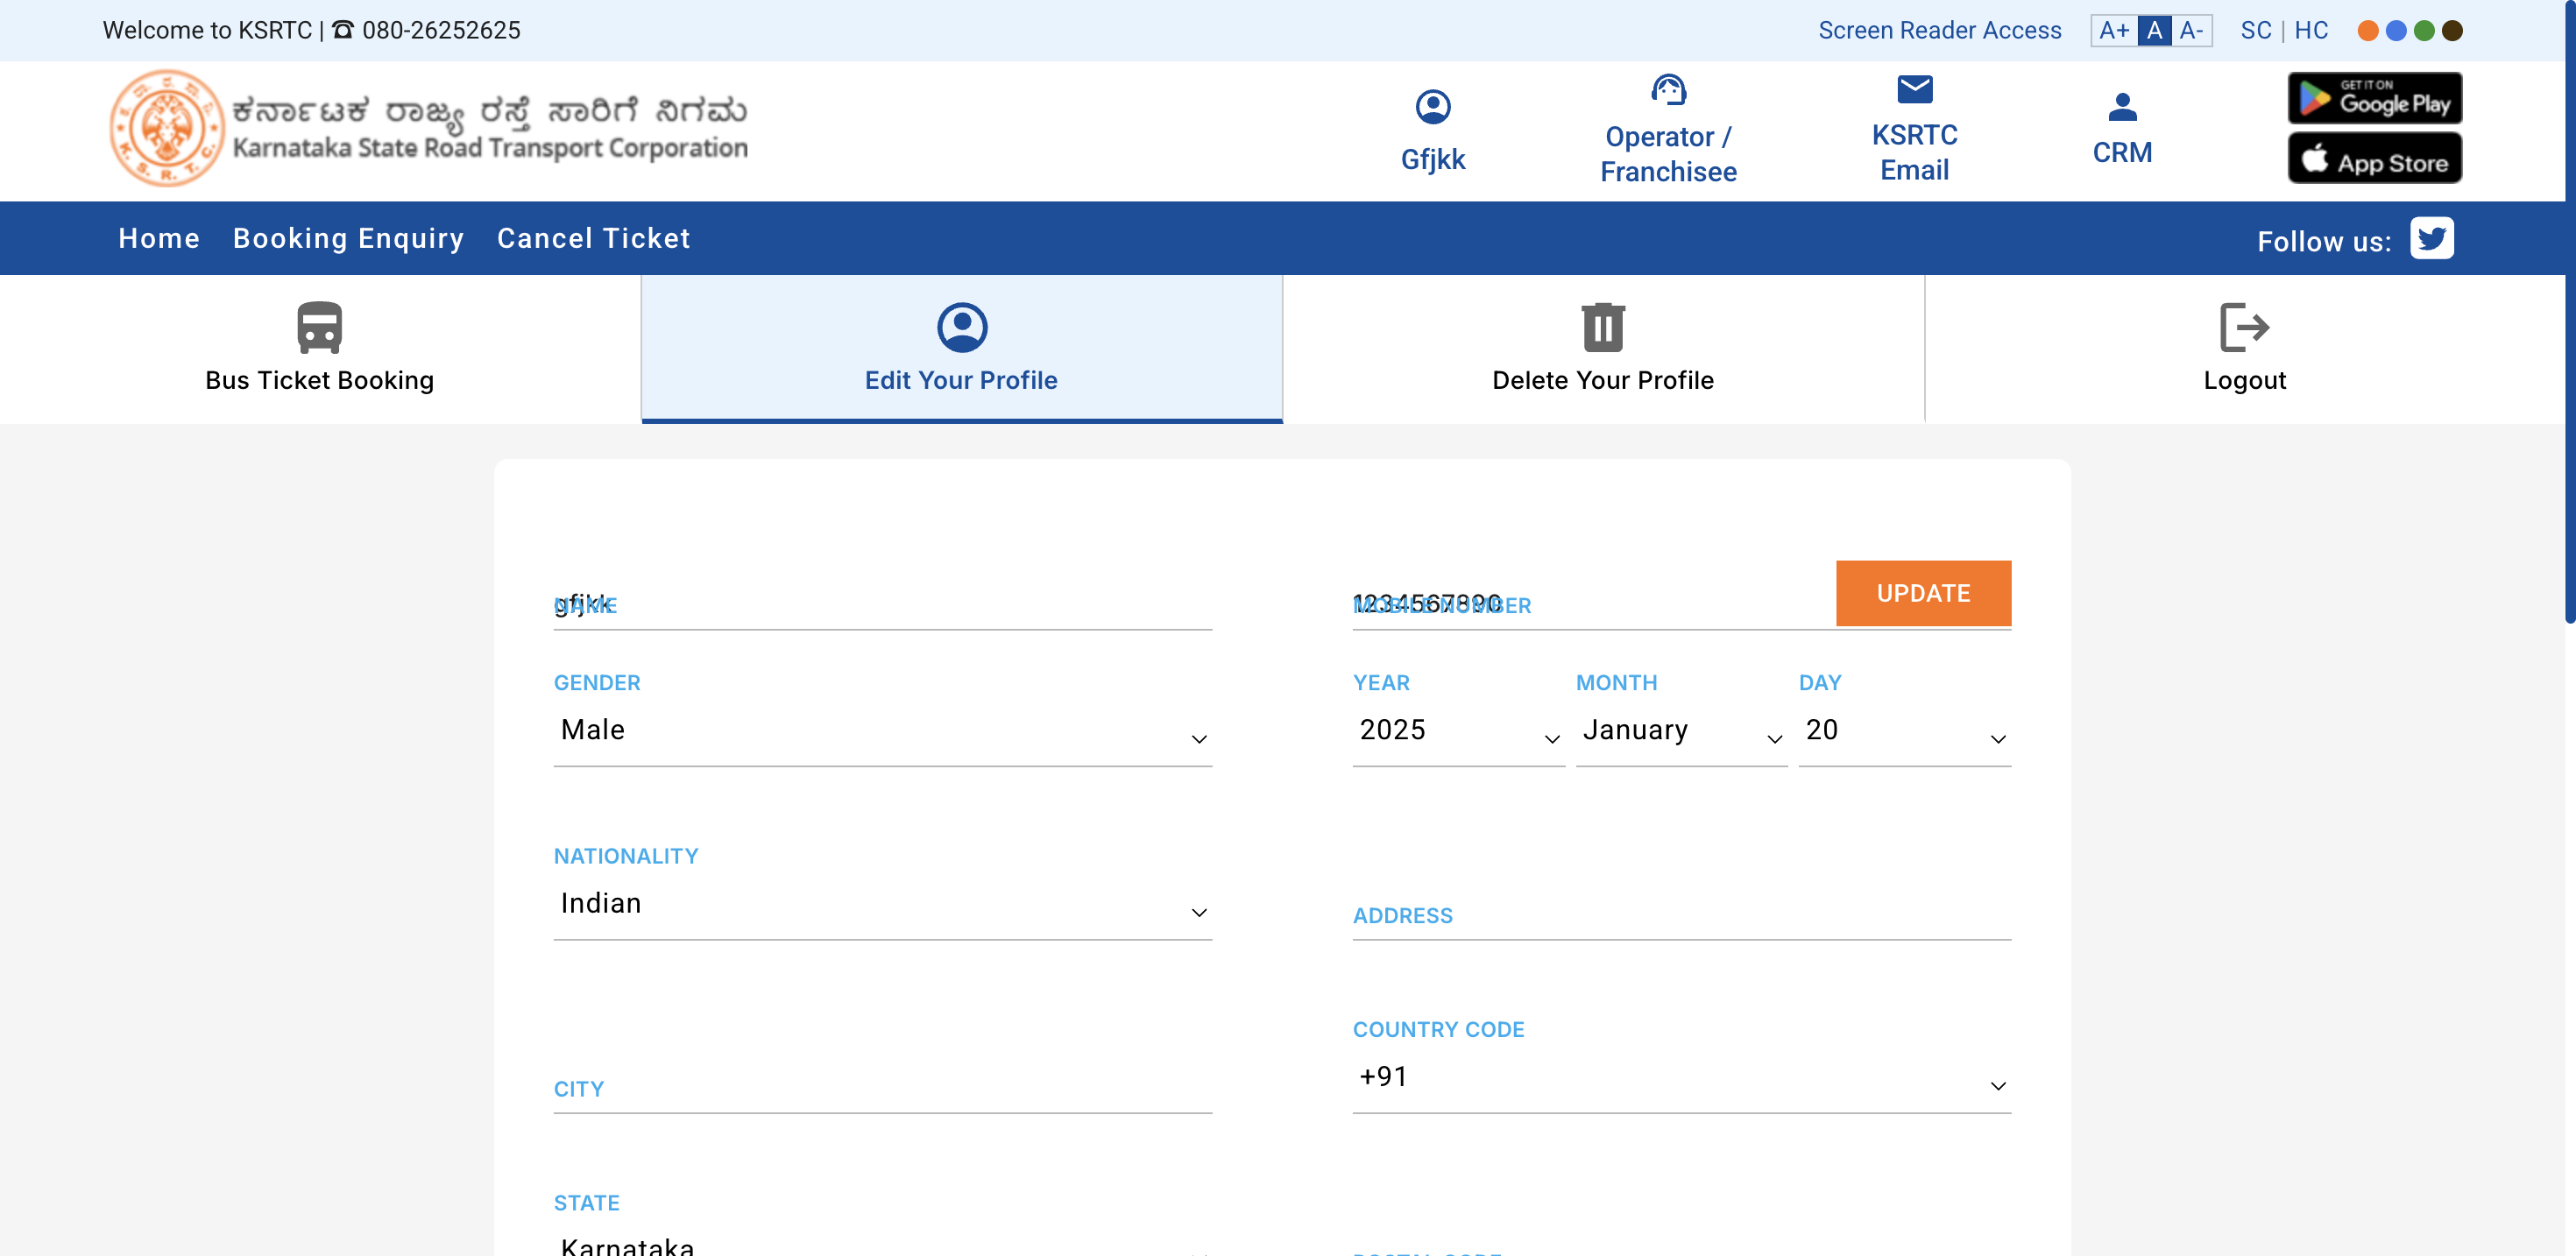 Welcome to KSRTC | ☎ 080-26252625
Screen Reader Access A+ A A- SC | HC
ಕರ್ನಾಟಕ ರಾಜ್ಯ ರಸ್ತೆ ಸಾರಿಗೆ ನಿಗಮ
Karnataka State Road Transport Corporation
K. S. R. T. C.
Gfjkk
Operator /
Franchisee
KSRTC
Email
CRM
GET IT ON
Google Play
App Store
Home Booking Enquiry Cancel Ticket
Follow us:
Bus Ticket Booking
Edit Your Profile
Delete Your Profile
Logout
NAME
gfjkk
MOBILE NUMBER
1234567890
UPDATE
GENDER
Male
YEAR
2025
MONTH
January
DAY
20
NATIONALITY
Indian
ADDRESS
CITY
COUNTRY CODE
+91
STATE
Karnataka
POSTAL CODE